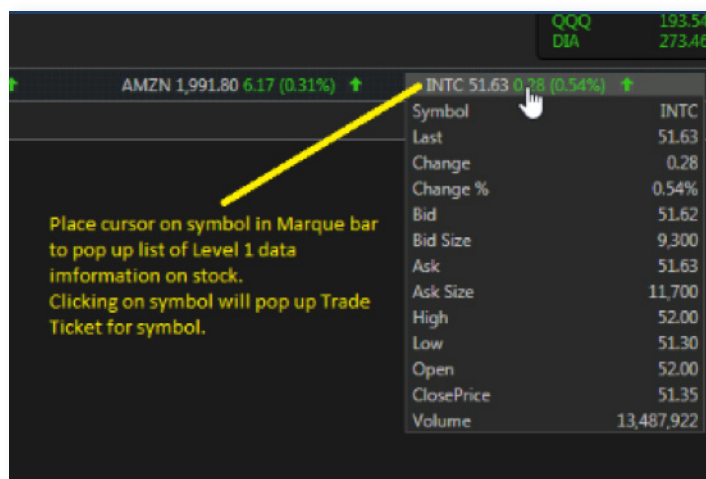 QQQ 193.54
DIA 273.46
AMZN 1,991.80 6.17 (0.31%) INTC 51.63 0.28 (0.54%)
Symbol INTC
Last 51.63
Change 0.28
Change % 0.54%
Bid 51.62
Bid Size 9,300
Ask 51.63
Ask Size 11,700
High 52.00
Low 51.30
Open 52.00
ClosePrice 51.35
Volume 13,487,922
Place cursor on symbol in Marque bar
to pop up list of Level 1 data
imformation on stock.
Clicking on symbol will pop up Trade
Ticket for symbol.